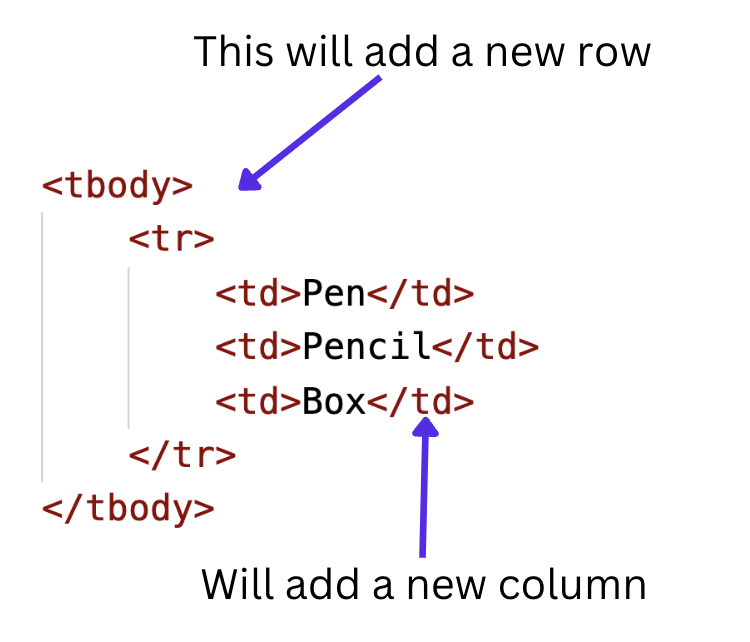 This will add a new row
<tbody>
<tr>
<td>Pen</td>
<td>Pencil</td>
<td>Box</td>
</tr>
</tbody>
Will add a new column